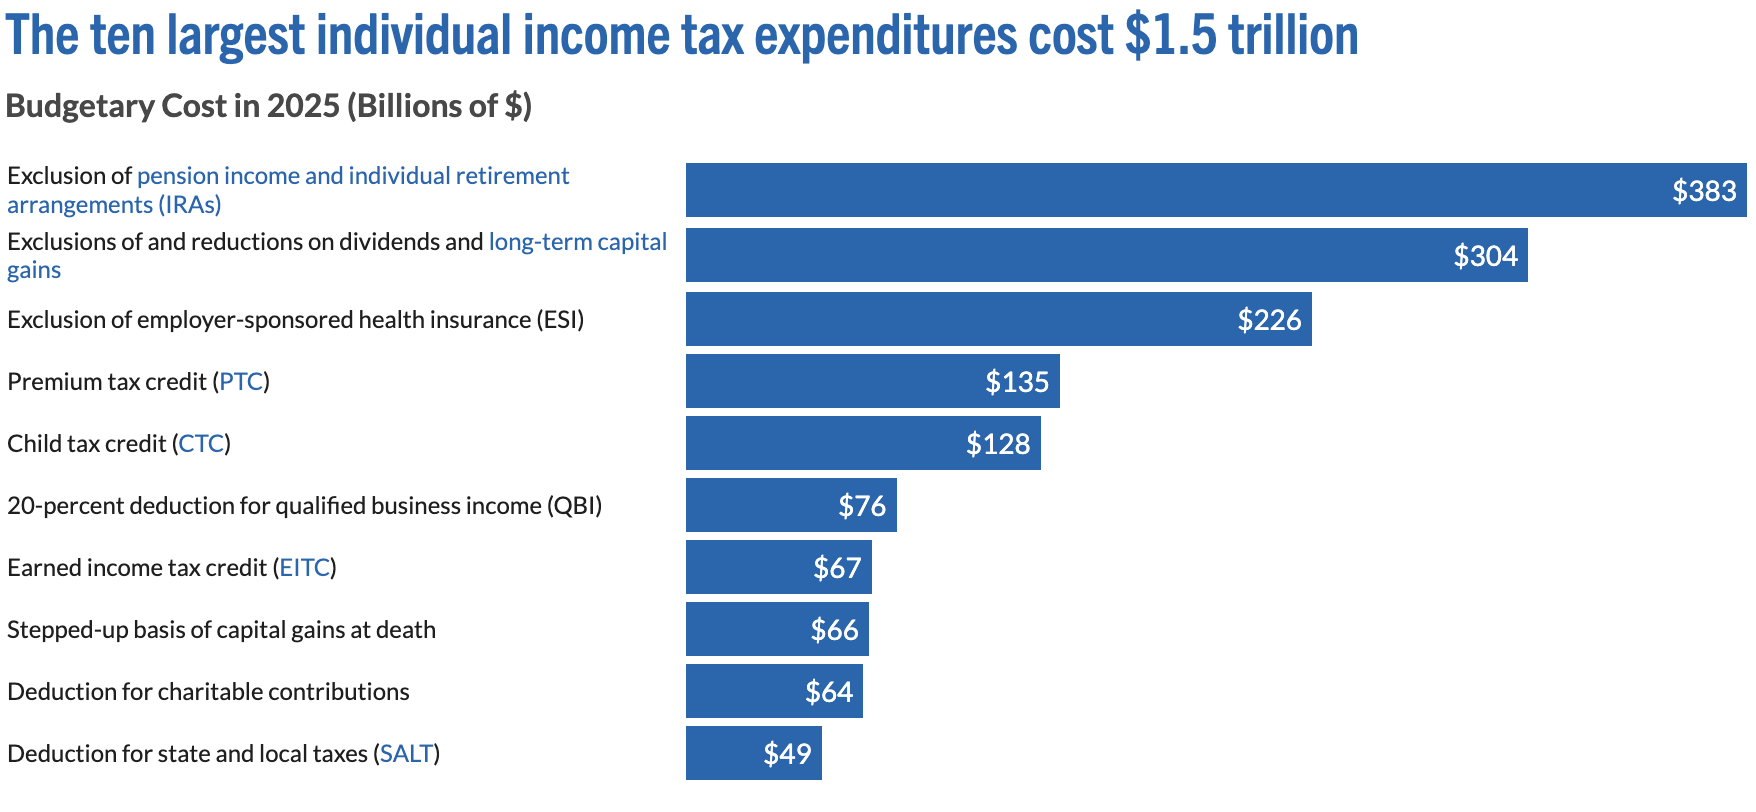 The ten largest individual income tax expenditures cost $1.5 trillion
Budgetary Cost in 2025 (Billions of $)
Exclusion of pension income and individual retirement
arrangements (IRAs)
$383
Exclusions of and reductions on dividends and long-term capital
gains
$304
Exclusion of employer-sponsored health insurance (ESI)
$226
Premium tax credit (PTC)
$135
Child tax credit (CTC)
$128
20-percent deduction for qualified business income (QBI)
$76
Earned income tax credit (EITC)
$67
Stepped-up basis of capital gains at death
$66
Deduction for charitable contributions
$64
Deduction for state and local taxes (SALT)
$49